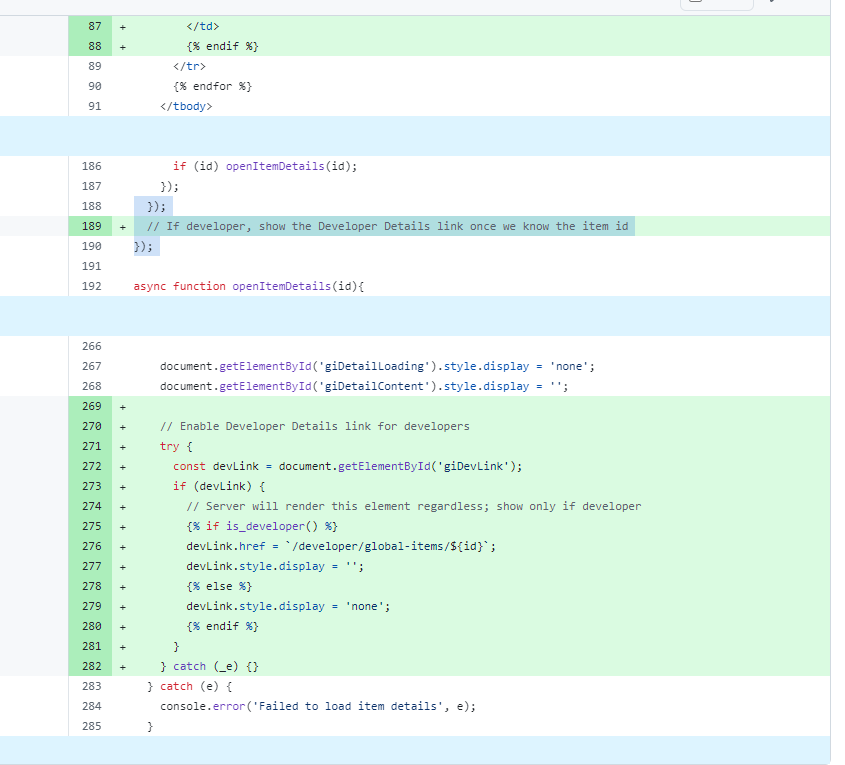 87 + </td>
88 + {% endif %}
89 </tr>
90 {% endfor %}
91 </tbody>
186 if (id) openItemDetails(id);
187 });
188 });
189 + // If developer, show the Developer Details link once we know the item id
190 });
191
192 async function openItemDetails(id){
266
267 document.getElementById('giDetailLoading').style.display = 'none';
268 document.getElementById('giDetailContent').style.display = '';
269 +
270 + // Enable Developer Details link for developers
271 + try {
272 + const devLink = document.getElementById('giDevLink');
273 + if (devLink) {
274 + // Server will render this element regardless; show only if developer
275 + {% if is_developer() %}
276 + devLink.href = `/developer/global-items/${id}`;
277 + devLink.style.display = '';
278 + {% else %}
279 + devLink.style.display = 'none';
280 + {% endif %}
281 + }
282 + } catch (_e) {}
283 } catch (e) {
284 console.error('Failed to load item details', e);
285 }